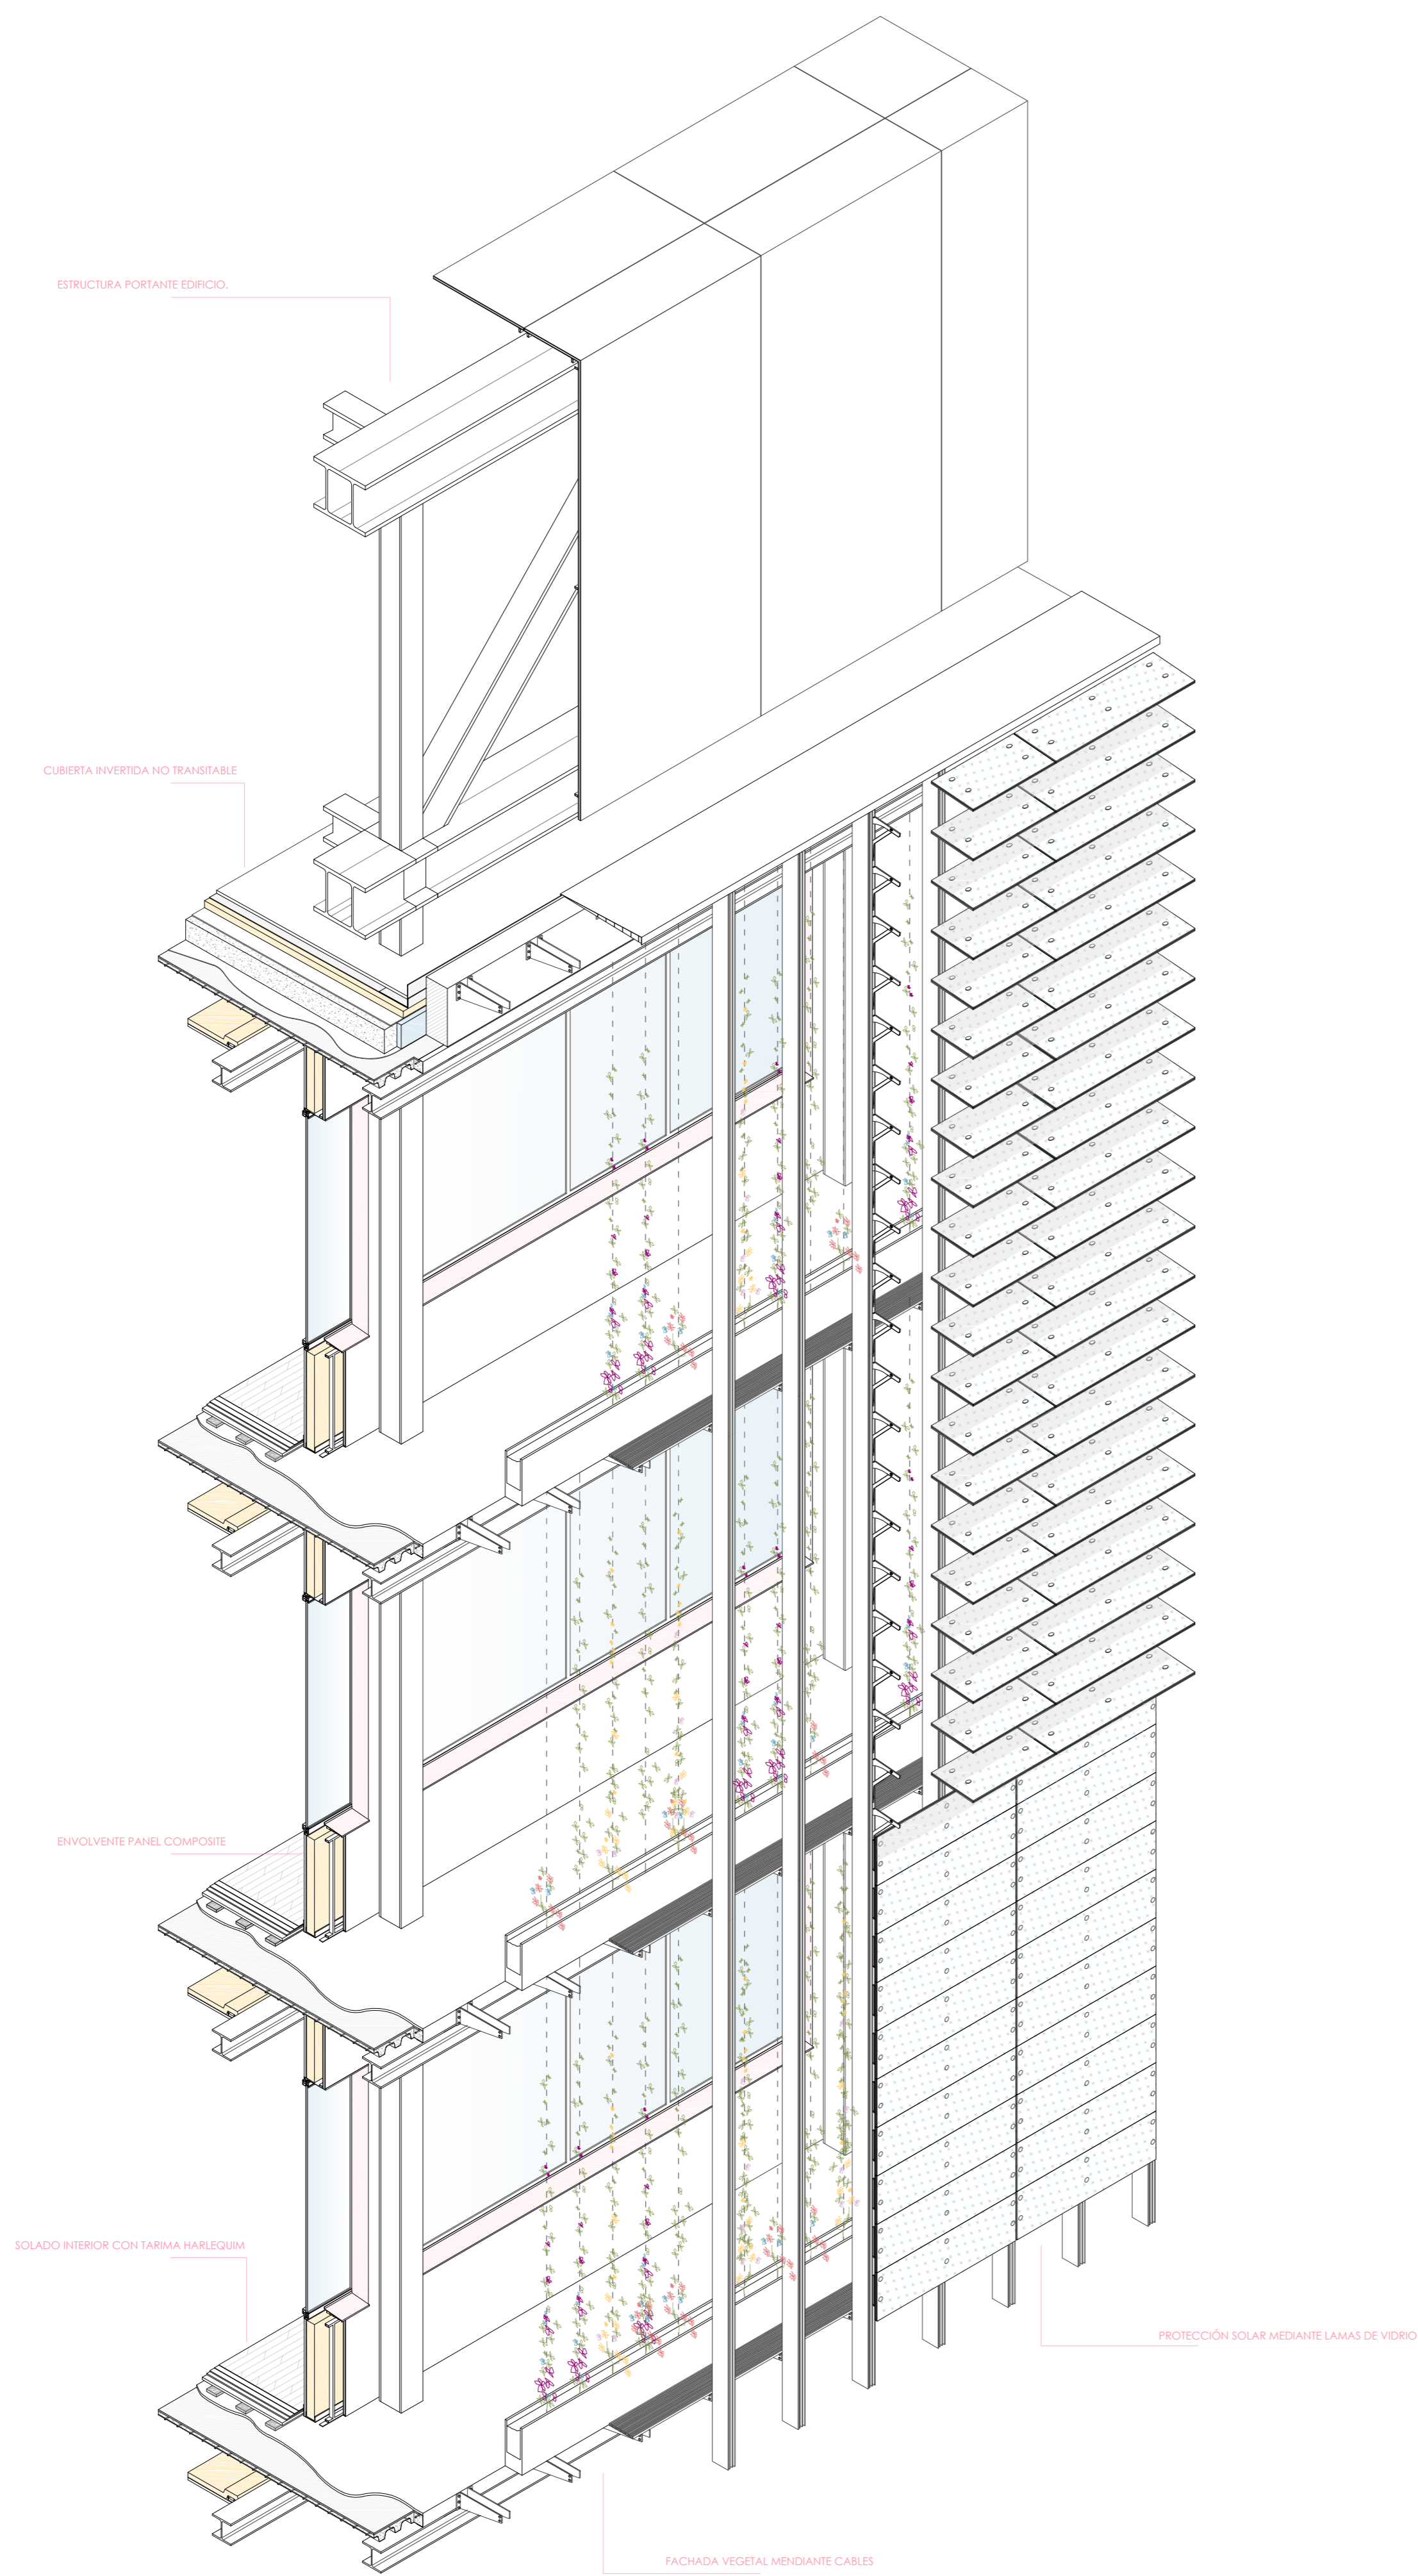 ESTRUCTURA PORTANTE EDIFICIO.
CUBIERTA INVERTIDA NO TRANSITABLE
ENVOLVENTE PANEL COMPOSITE
SOLADO INTERIOR CON TARIMA HARLEQUIM
PROTECCIÓN SOLAR MEDIANTE LAMAS DE VIDRIO
FACHADA VEGETAL MENDIANTE CABLES